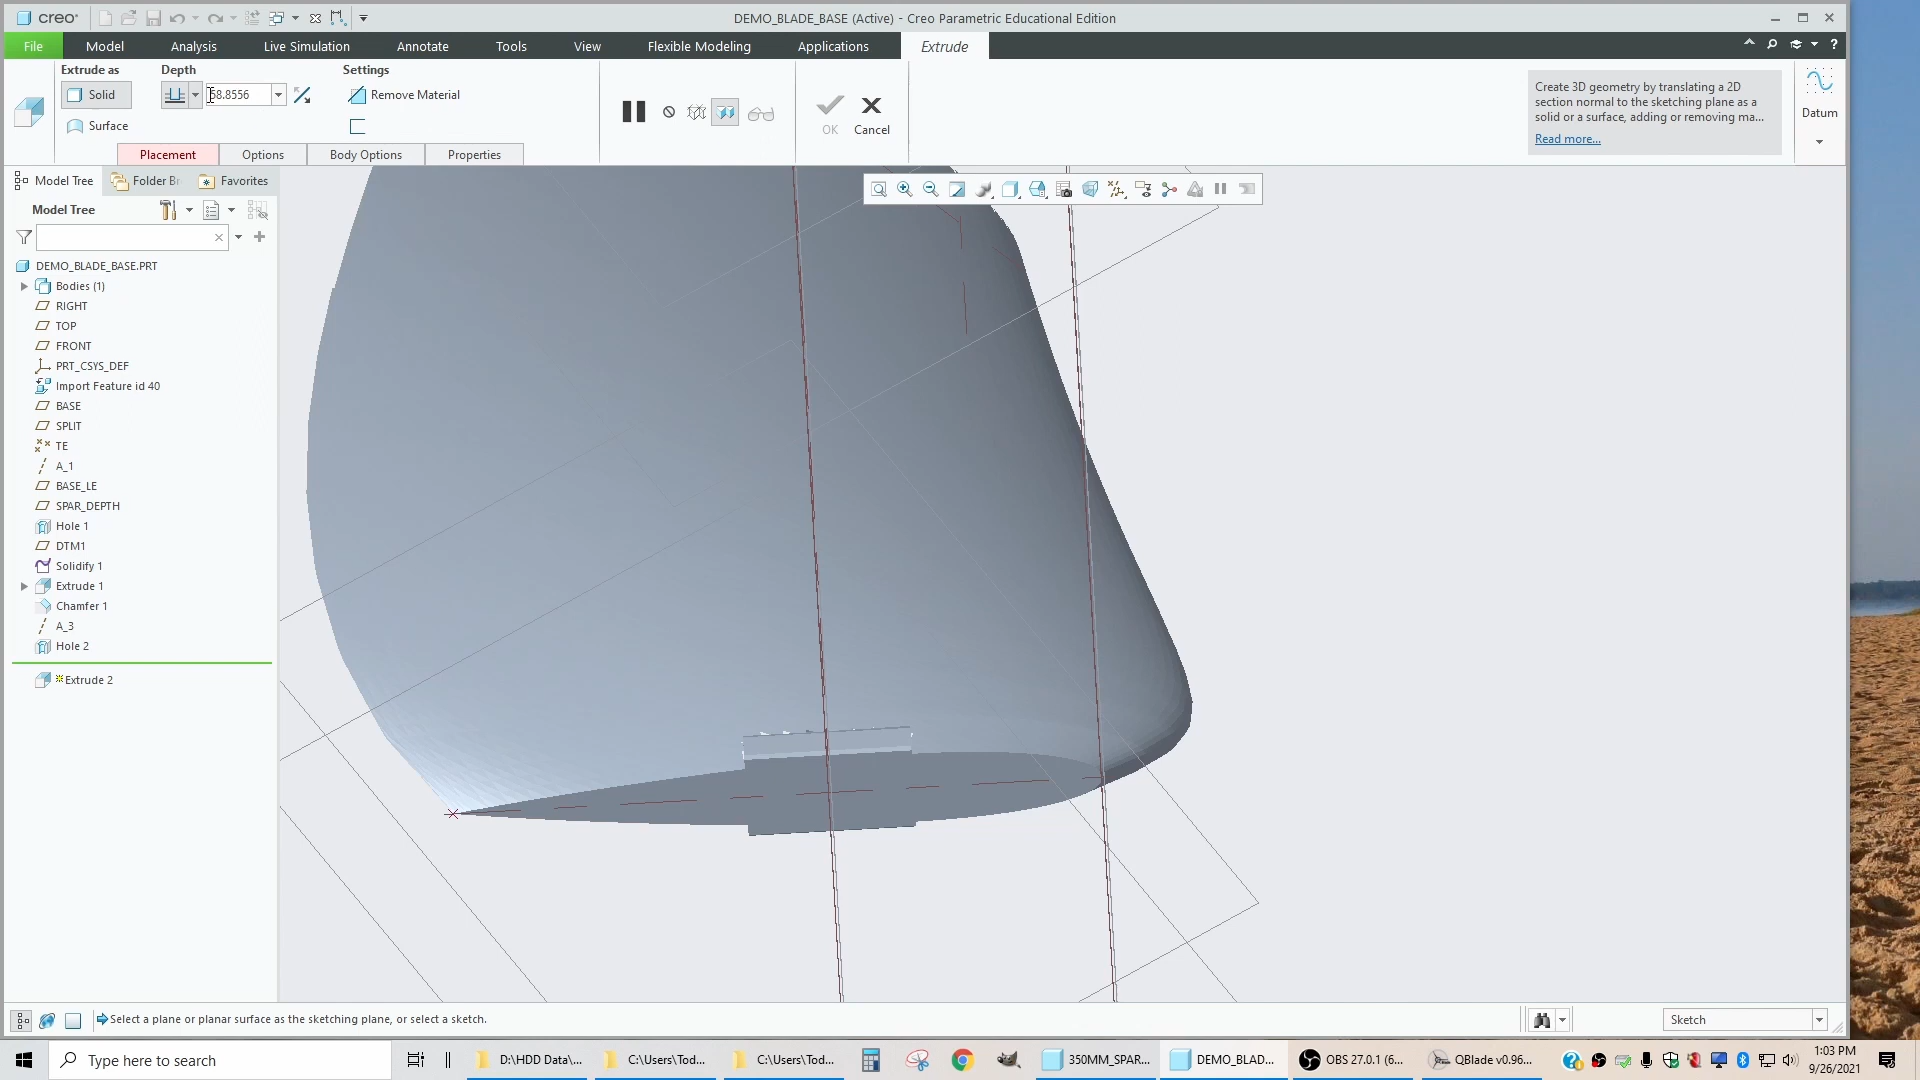 creo
DEMO_BLADE_BASE (Active) - Creo Parametric Educational Edition
File Model Analysis Live Simulation Annotate Tools View Flexible Modeling Applications Extrude
Extrude as Depth Settings
Solid Remove Material
Surface
OK Cancel
Create 3D geometry by translating a 2D
section normal to the sketching plane as a
solid or a surface, adding or removing ma...
Read more...
Datum
Placement Options Body Options Properties
Model Tree Folder Br Favorites
Model Tree
DEMO_BLADE_BASE.PRT
Bodies (1)
RIGHT
TOP
FRONT
PRT_CSYS_DEF
Import Feature id 40
BASE
SPLIT
TE
A_1
BASE_LE
SPAR_DEPTH
Hole 1
DTM1
Solidify 1
Extrude 1
Chamfer 1
A_3
Hole 2
Extrude 2
Select a plane or planar surface as the sketching plane, or select a sketch.
Sketch
Type here to search
D:\HDD Data\...
C:\Users\Tod...
C:\Users\Tod...
350MM_SPAR...
DEMO_BLAD...
OBS 27.0.1 (6...
QBlade v0.96...
1:03 PM
9/26/2021